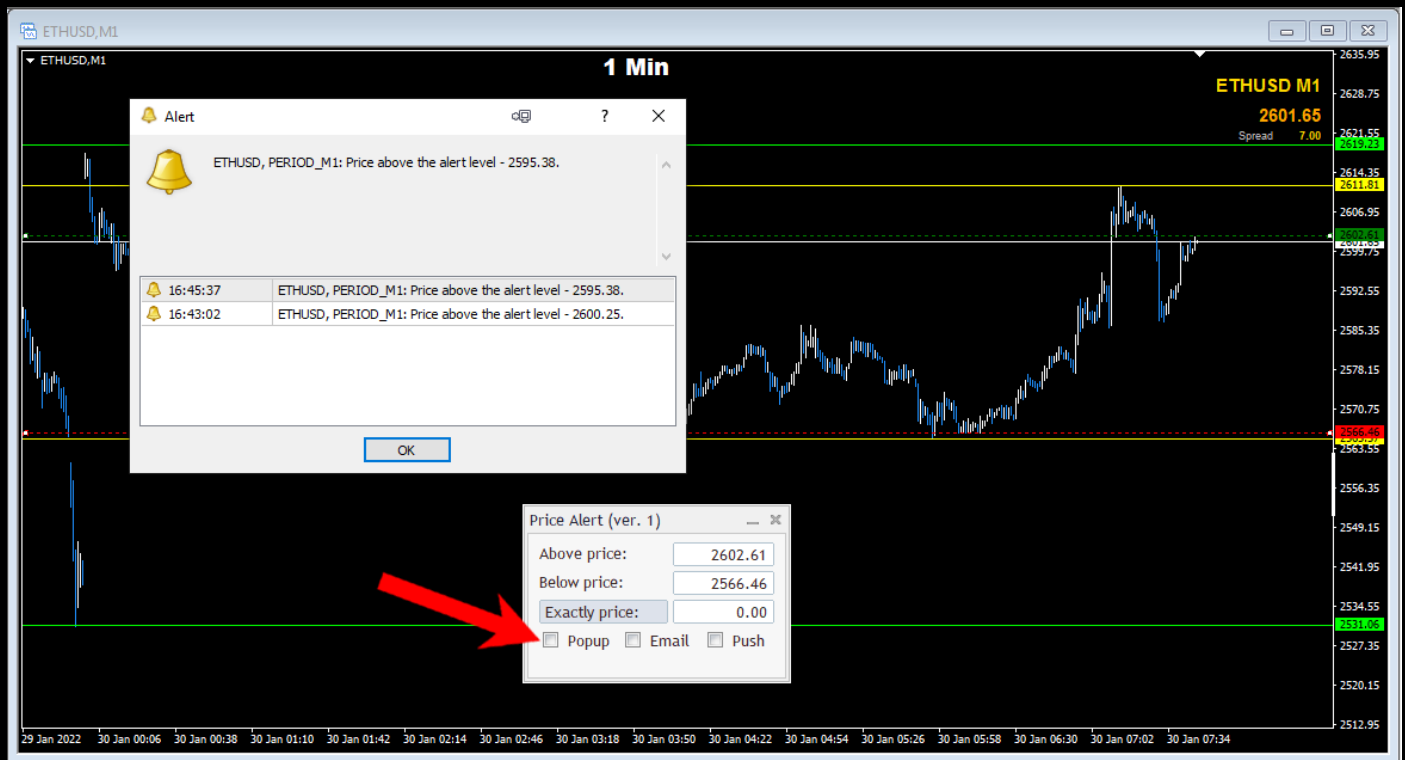 ETHUSD,M1
ETHUSD,M1
1 Min
ETHUSD M1
2601.65
Spread 7.00
Alert
?
ETHUSD, PERIOD_M1: Price above the alert level - 2595.38.
16:45:37 ETHUSD, PERIOD_M1: Price above the alert level - 2595.38.
16:43:02 ETHUSD, PERIOD_M1: Price above the alert level - 2600.25.
OK
Price Alert (ver. 1)
Above price: 2602.61
Below price: 2566.46
Exactly price: 0.00
Popup Email Push
2635.95
2628.75
2621.55
2619.23
2614.35
2611.81
2606.95
2602.61
2599.75
2592.55
2585.35
2578.15
2570.75
2566.46
2563.55
2556.35
2549.15
2541.95
2534.55
2531.06
2527.35
2520.15
2512.95
29 Jan 2022 30 Jan 00:06 30 Jan 00:38 30 Jan 01:10 30 Jan 01:42 30 Jan 02:14 30 Jan 02:46 30 Jan 03:18 30 Jan 03:50 30 Jan 04:22 30 Jan 04:54 30 Jan 05:26 30 Jan 05:58 30 Jan 06:30 30 Jan 07:02 30 Jan 07:34